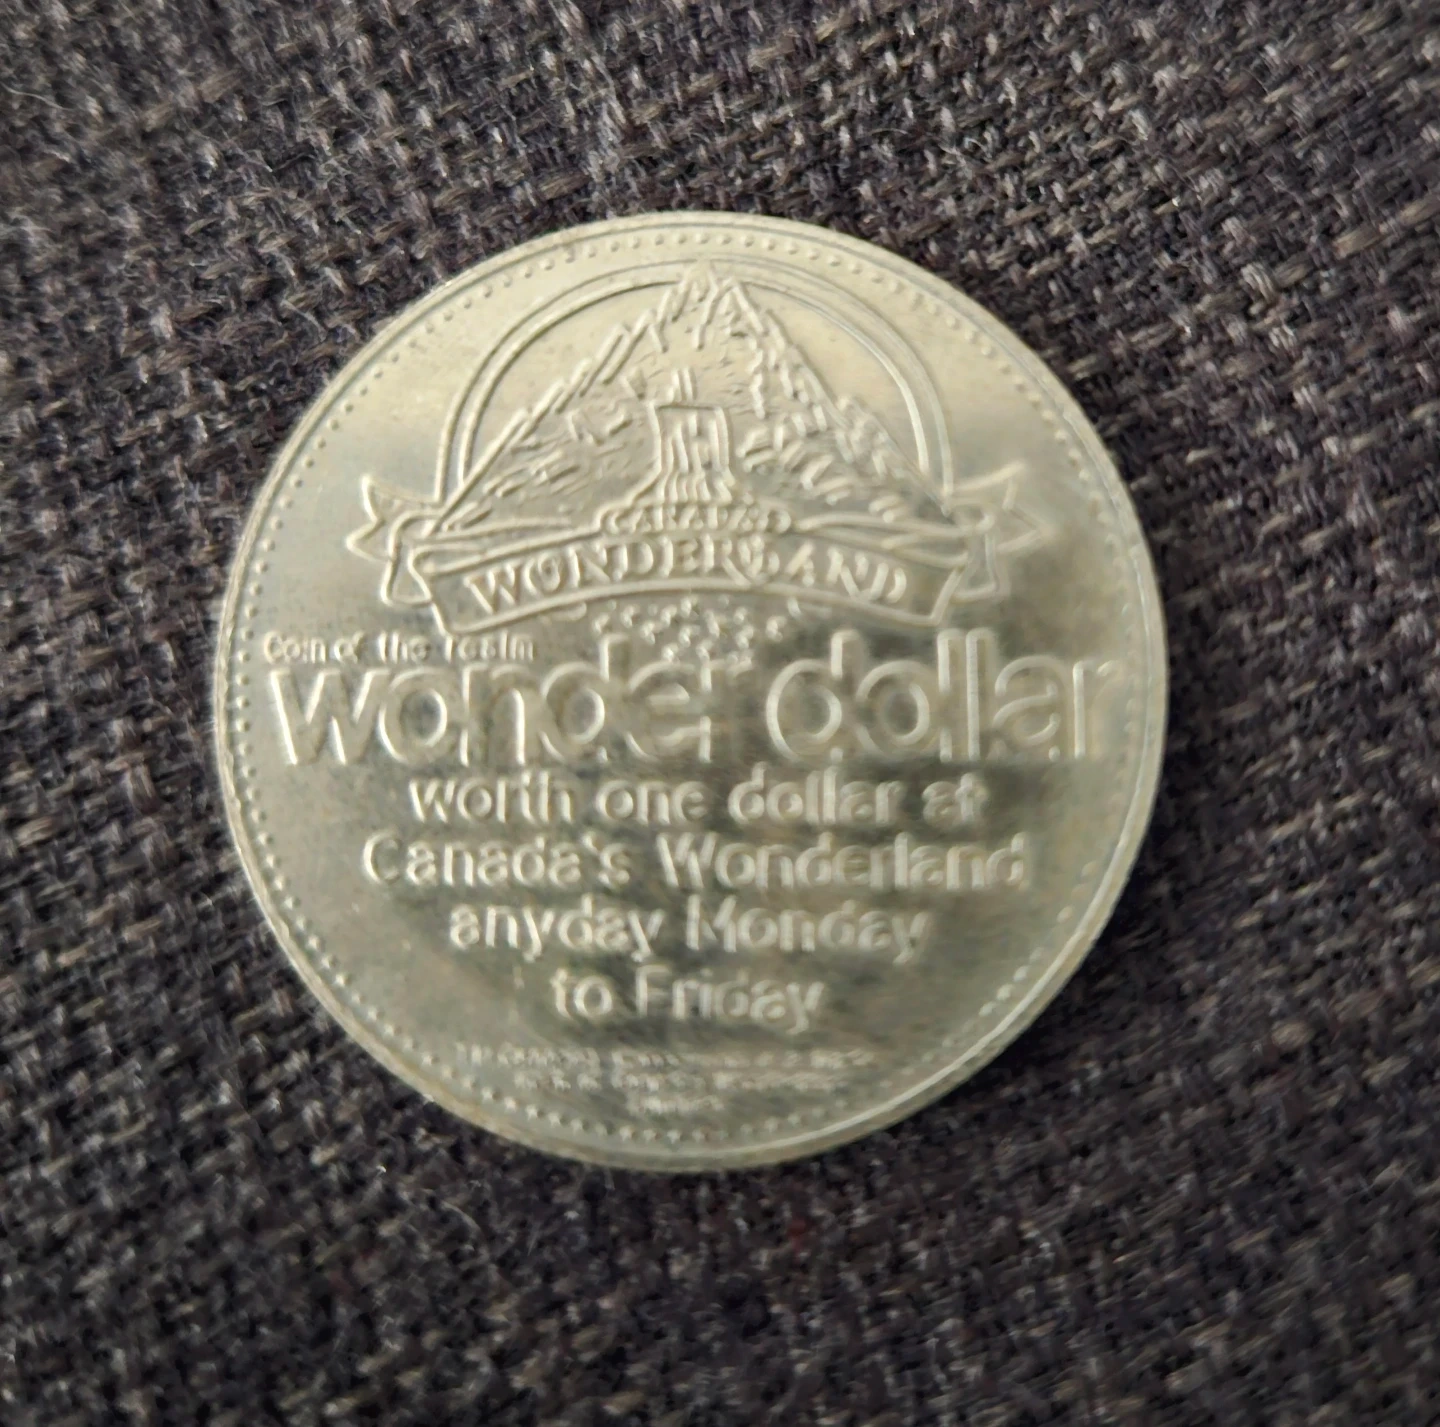 CANADA'S
WONDERLAND
Coin of the realm
wonder dollar
worth one dollar at
Canada's Wonderland
anyday Monday
to Friday